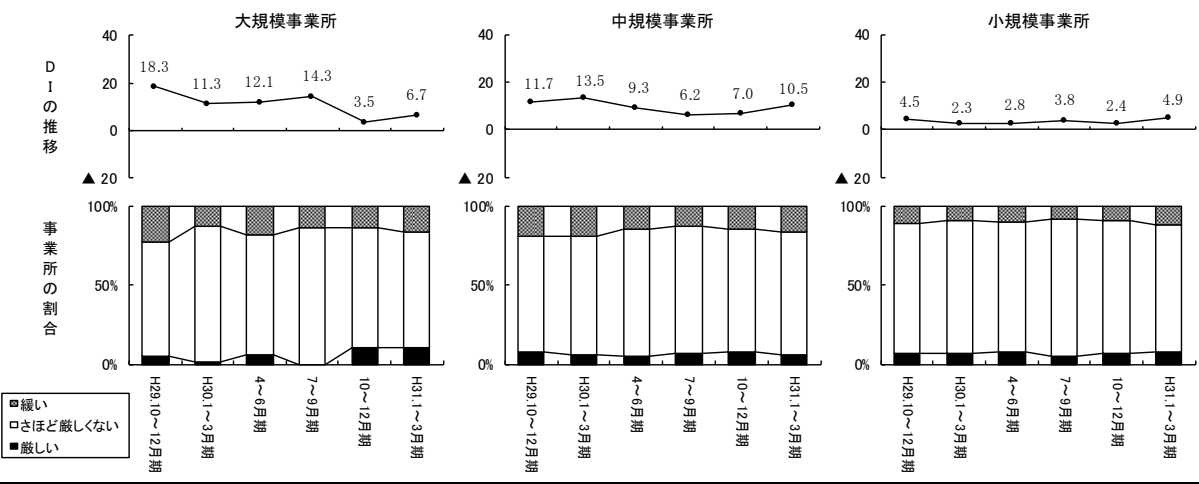 大規模事業所
中規模事業所
小規模事業所
DIの推移
40
20
0
▲ 20
18.3
11.3
12.1
14.3
3.5
6.7
40
20
0
▲ 20
11.7
13.5
9.3
6.2
7.0
10.5
40
20
0
▲ 20
4.5
2.3
2.8
3.8
2.4
4.9
事業所の割合
100%
50%
0%
100%
50%
0%
100%
50%
0%
H29.10～12月期
H30.1～3月期
4～6月期
7～9月期
10～12月期
H31.1～3月期
H29.10～12月期
H30.1～3月期
4～6月期
7～9月期
10～12月期
H31.1～3月期
H29.10～12月期
H30.1～3月期
4～6月期
7～9月期
10～12月期
H31.1～3月期
緩い
さほど厳しくない
厳しい